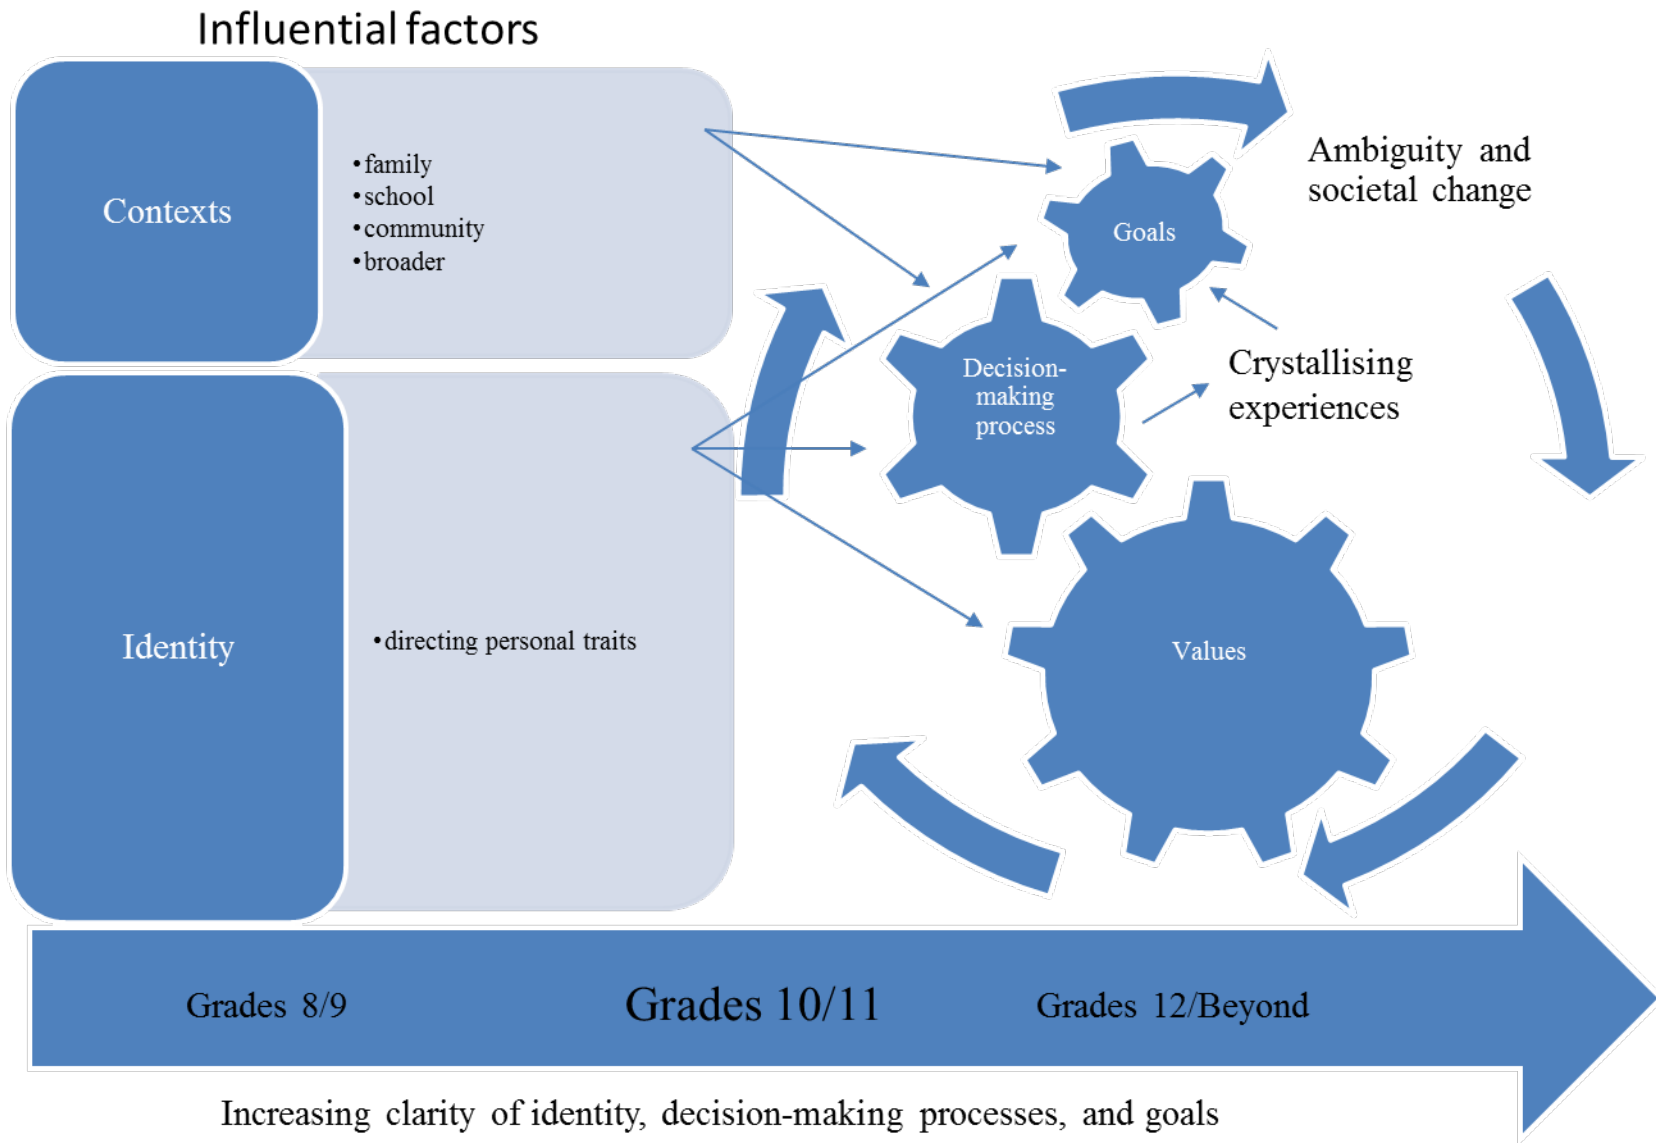 Influential factors
Contexts
•family
•school
•community
•broader
Identity
•directing personal traits
Goals
Decision-
making
process
Values
Ambiguity and
societal change
Crystallising
experiences
Grades 8/9
Grades 10/11
Grades 12/Beyond
Increasing clarity of identity, decision-making processes, and goals